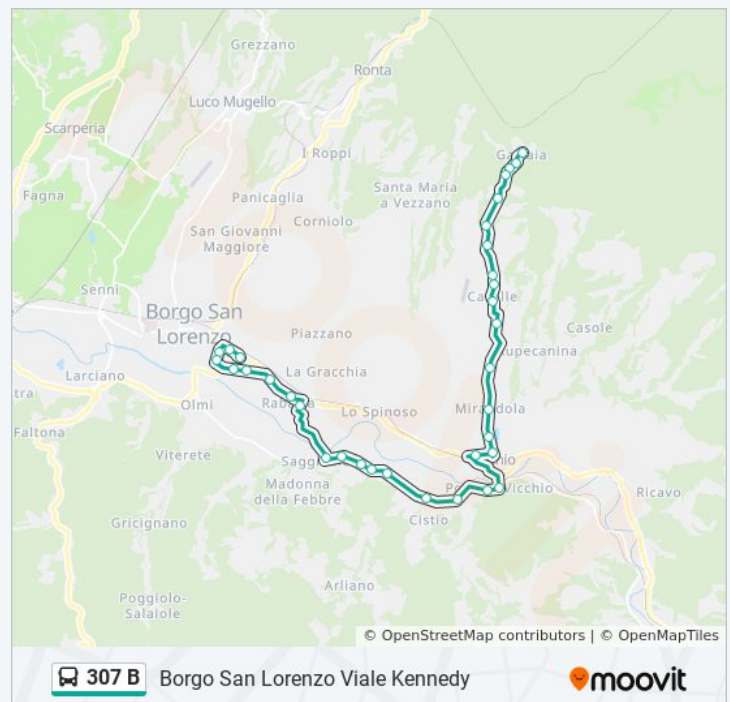 Grezzano
Ronta
Luco Mugello
Scarperia
I Roppi
Santa Maria
a Vezzano
Fagna
Panicaglia
Corniolo
San Giovanni
Maggiore
Senni
Borgo San
Lorenzo
Piazzano
Casole
La Gracchia
Larciano
Olmi
Lo Spinoso
Mirandola
Faltona
Viterete
Madonna
della Febbre
Vicchio
Ricavo
Gricignano
Cistio
Arliano
Poggiolo-
Salaiole
© OpenStreetMap contributors | © OpenMapTiles
307 B
Borgo San Lorenzo Viale Kennedy
moovit